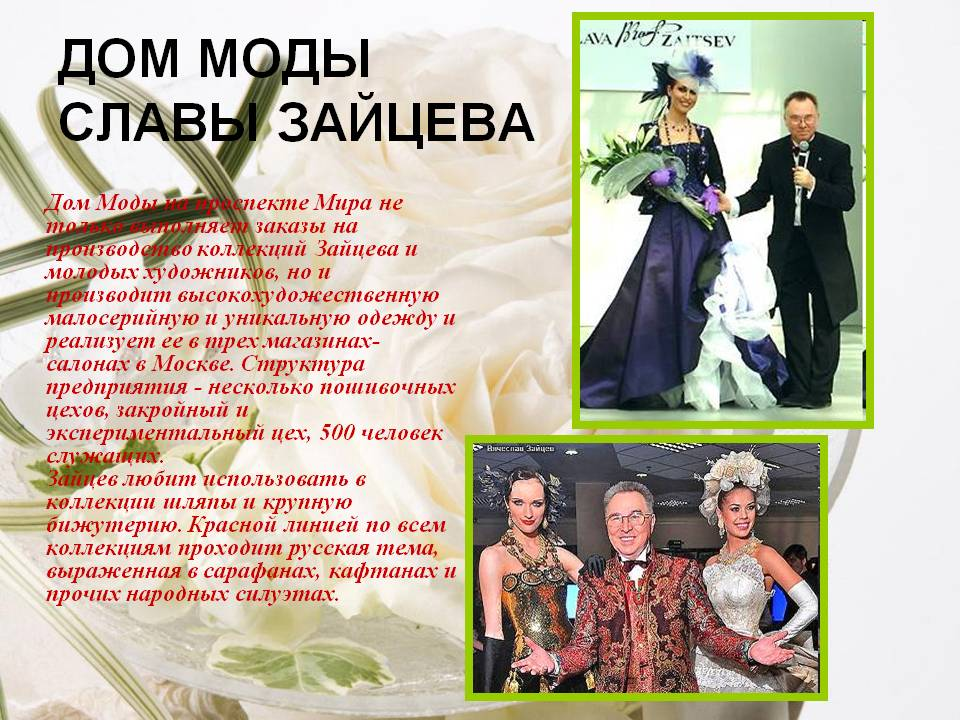 ДОМ МОДЫ
СЛАВЫ ЗАЙЦЕВА
Дом Моды на проспекте Мира не
только выполняет заказы на
производство коллекций Зайцева и
молодых художников, но и
производит высокохудожественную
малосерийную и уникальную одежду и
реализует ее в трех магазинах-
салонах в Москве. Структура
предприятия - несколько пошивочных
цехов, закройный и
экспериментальный цех, 500 человек
служащих.
Зайцев любит использовать в
коллекции шляпы и крупную
бижутерию. Красной линией по всем
коллекциям проходит русская тема,
выраженная в сарафанах, кафтанах и
прочих народных силуэтах.
LAVA ZAITSEV
Вячеслав Зайцев